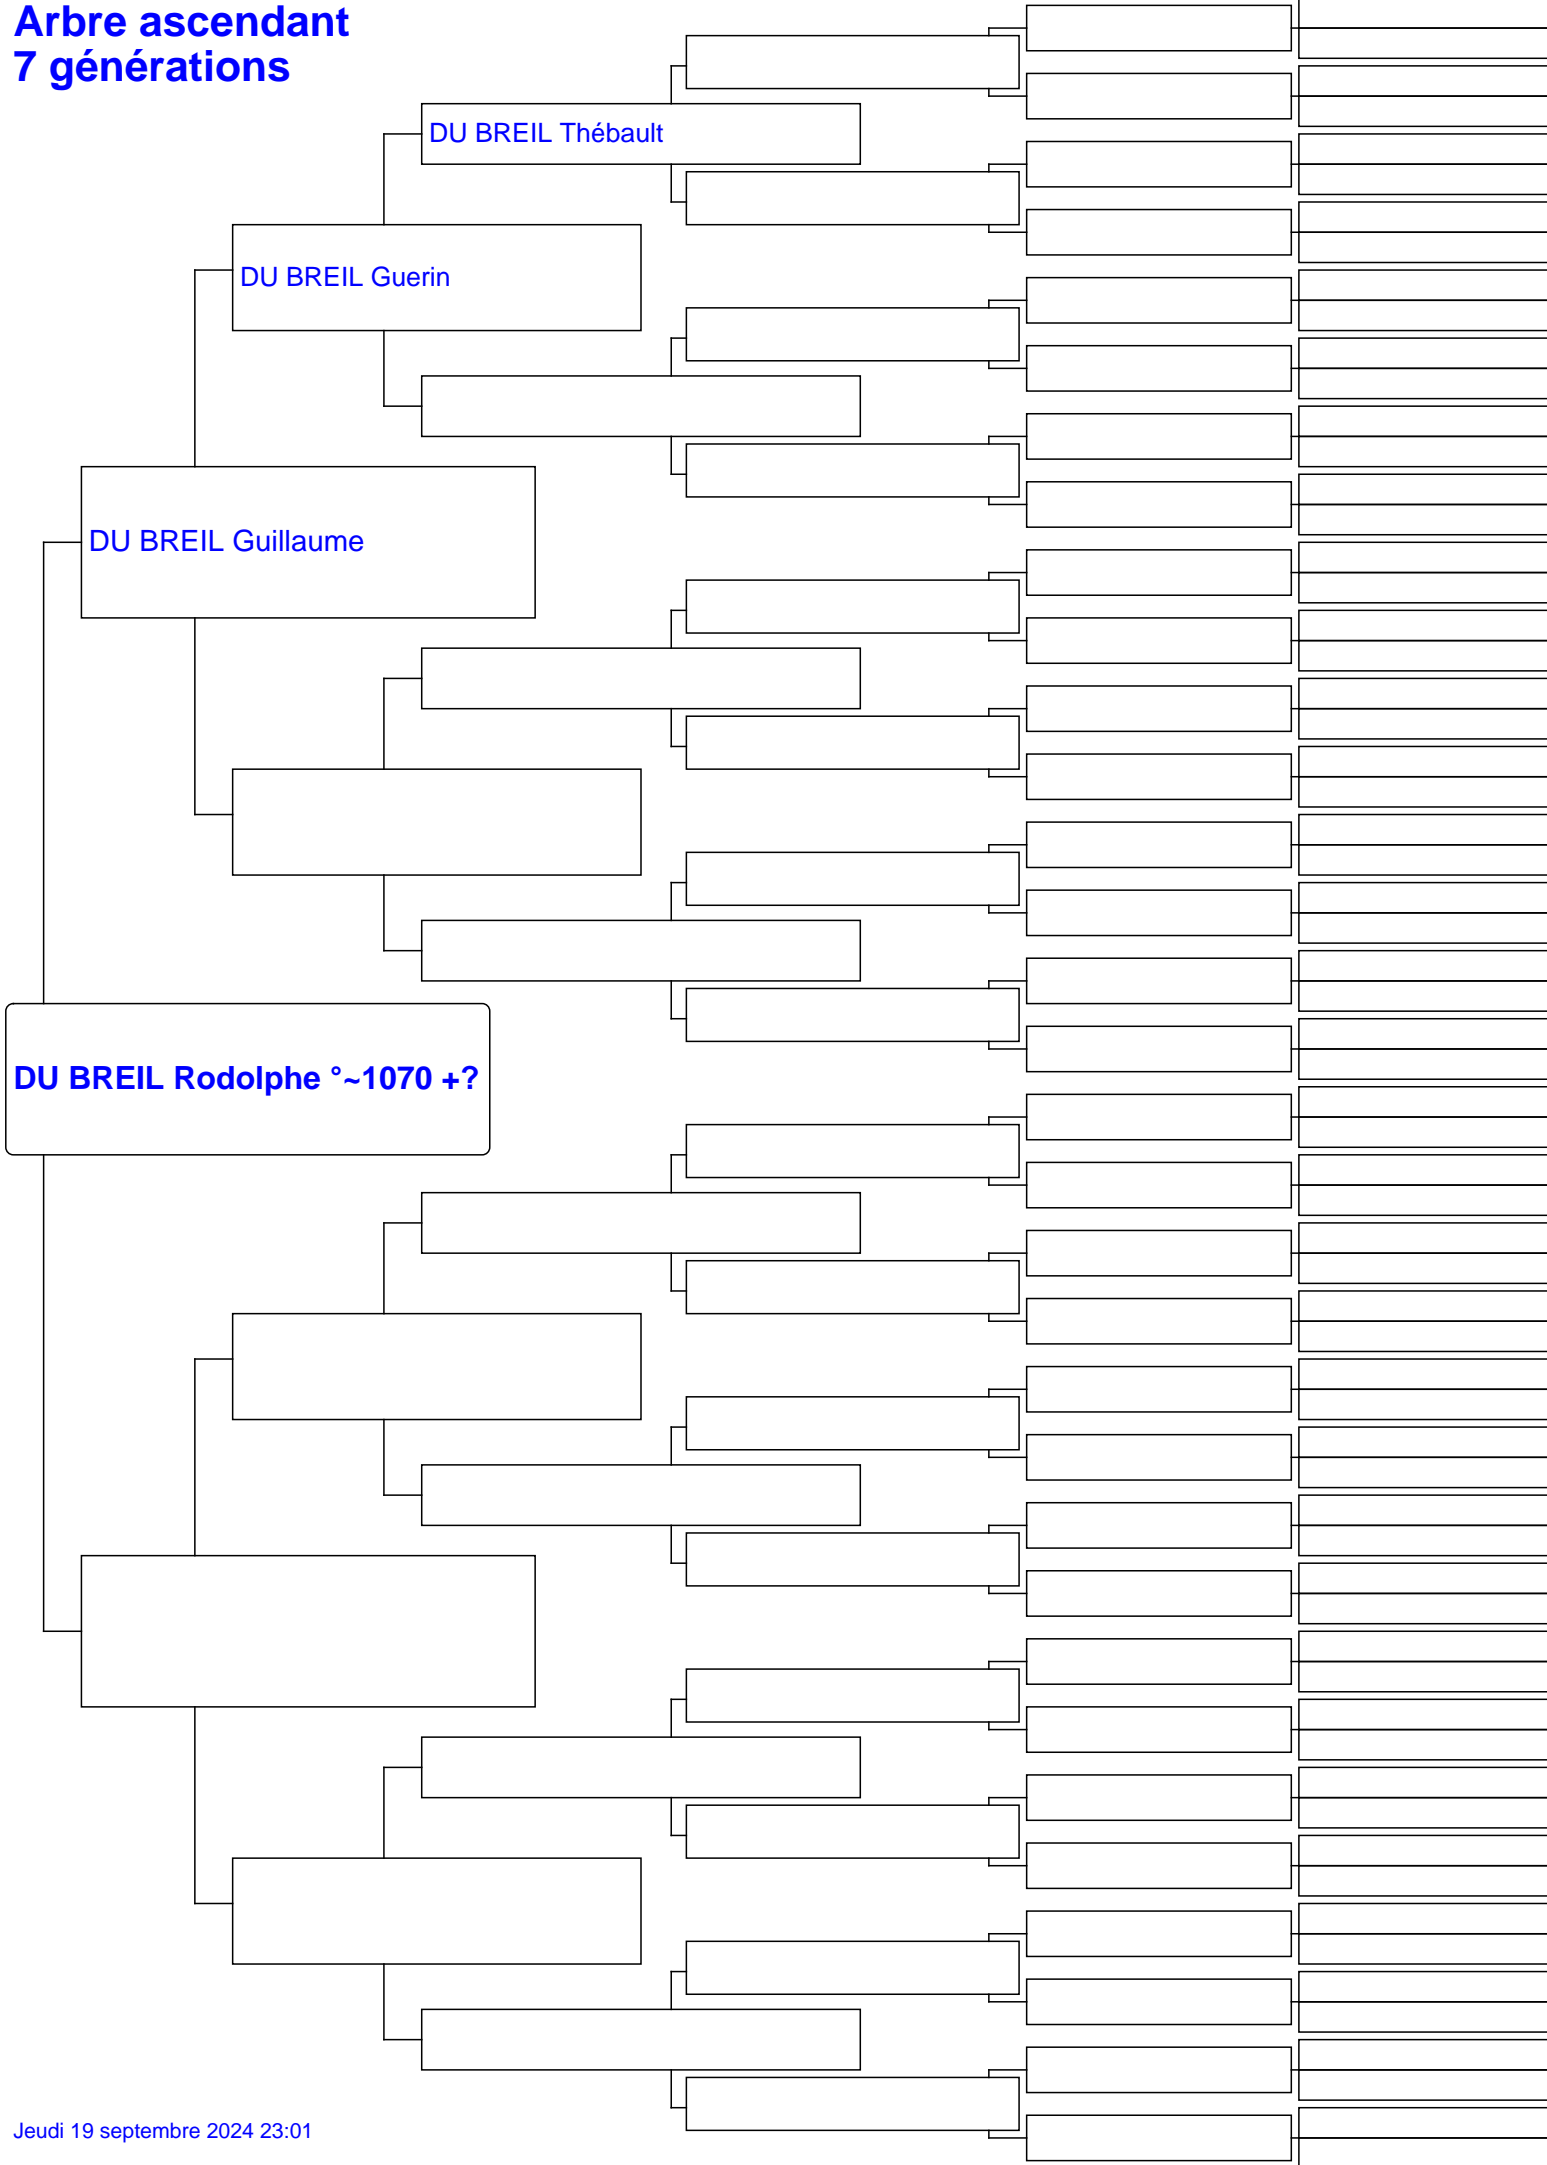 Arbre ascendant
7 générations
DU BREIL Thébault
DU BREIL Guerin
DU BREIL Guillaume
DU BREIL Rodolphe °~1070 +?
Jeudi 19 septembre 2024 23:01